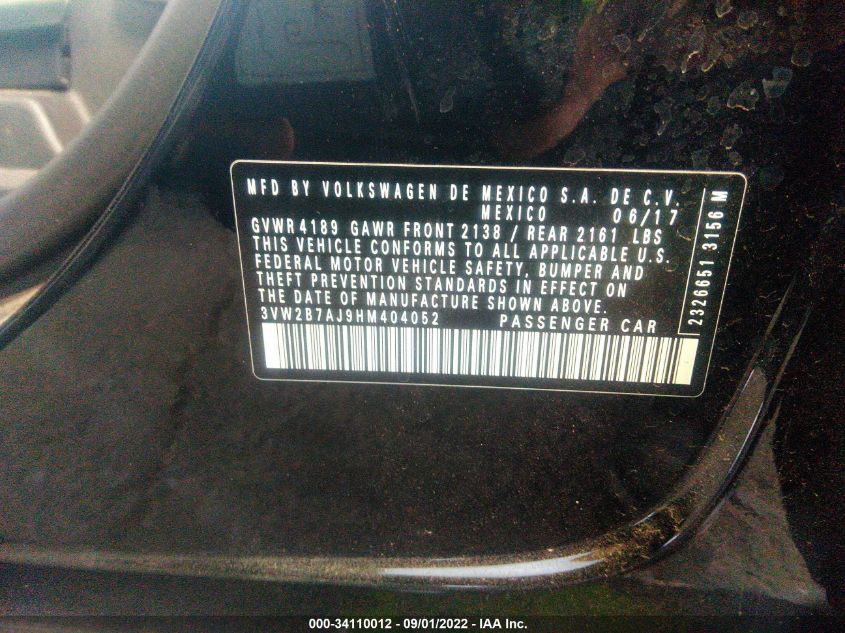 MFD BY VOLKSWAGEN DE MEXICO S.A. DE C.V.
MEXICO 06/17
GVWR 4189 GAWR FRONT 2138 / REAR 2161 LBS
THIS VEHICLE CONFORMS TO ALL APPLICABLE U.S.
FEDERAL MOTOR VEHICLE SAFETY, BUMPER AND
THEFT PREVENTION STANDARDS IN EFFECT ON
THE DATE OF MANUFACTURE SHOWN ABOVE.
3VW2B7AJ9HM404052 PASSENGER CAR
2326651 3156 M
000-34110012 - 09/01/2022 - IAA Inc.